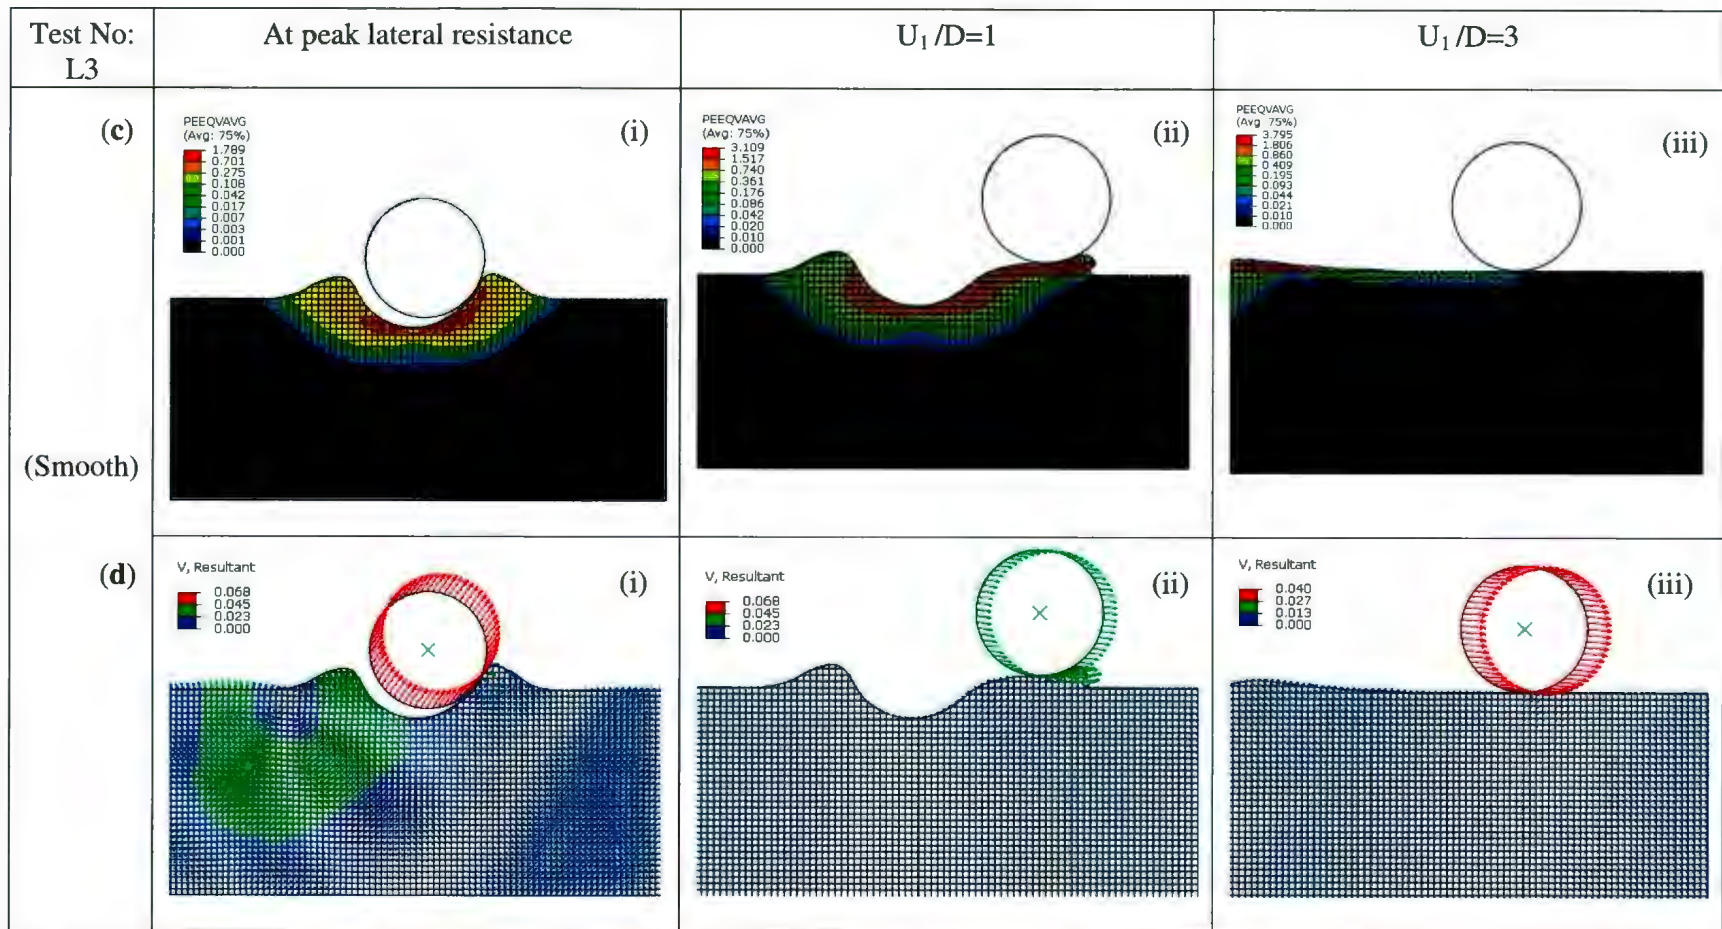 Test No: L3
At peak lateral resistance
U1 /D=1
U1 /D=3
(c)
(Smooth)
PEEQVAVG
(Avg: 75%)
1.789
0.701
0.275
0.108
0.042
0.017
0.007
0.003
0.001
0.000
(i)
PEEQVAVG
(Avg: 75%)
3.109
1.517
0.740
0.361
0.176
0.086
0.042
0.020
0.010
0.000
(ii)
PEEQVAVG
(Avg 75%)
3.795
1.806
0.860
0.409
0.195
0.093
0.044
0.021
0.010
0.000
(iii)
(d)
V, Resultant
0.068
0.045
0.023
0.000
(i)
V, Resultant
0.068
0.045
0.023
0.000
(ii)
V, Resultant
0.040
0.027
0.013
0.000
(iii)